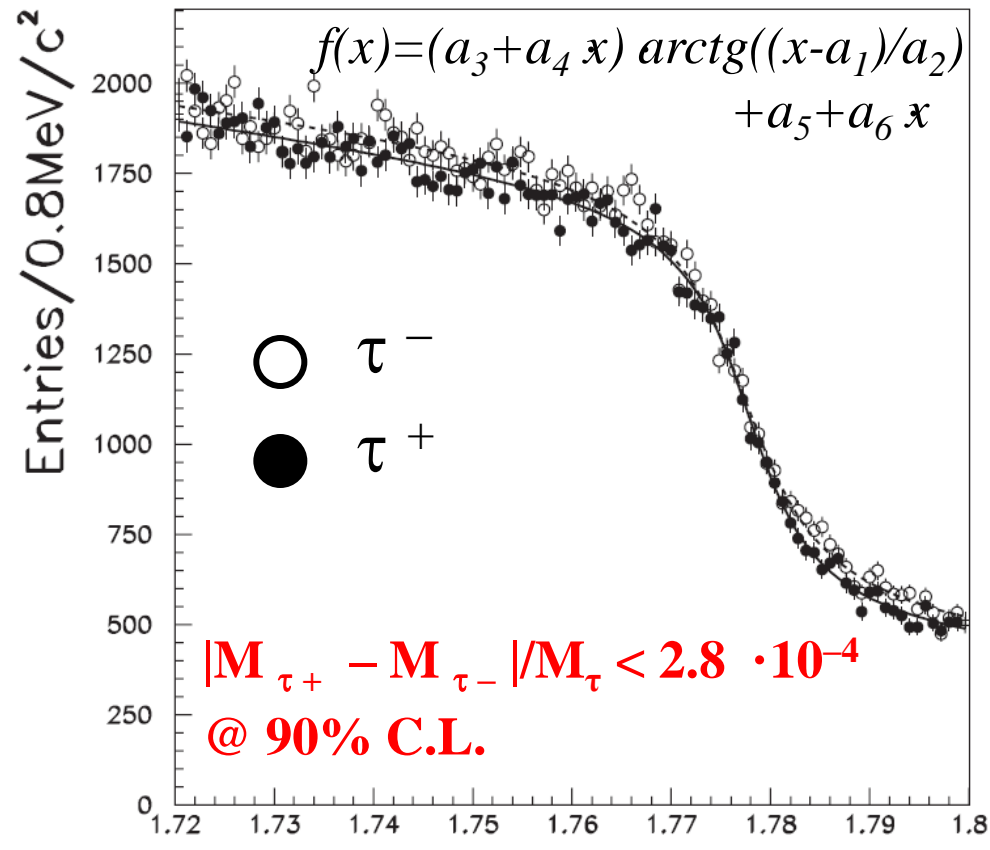 f(x)=(a₃+a₄ x) arctg((x-a₁)/a₂)
+a₅+a₆ x
Entries/0.8MeV/c²
2000
1750
1500
1250
1000
750
500
250
0
τ −
τ +
|M τ + − M τ − |/Mτ < 2.8 ·10⁻⁴
@ 90% C.L.
1.72 1.73 1.74 1.75 1.76 1.77 1.78 1.79 1.8